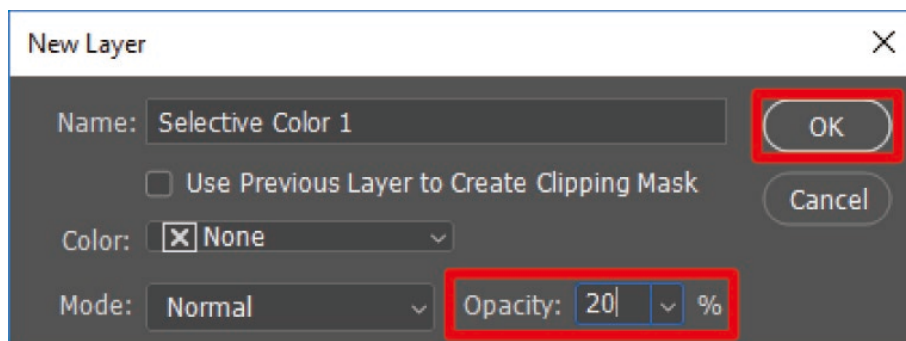 New Layer
Name: Selective Color 1
OK
Use Previous Layer to Create Clipping Mask
Cancel
Color: None
Mode: Normal
Opacity: 20 %